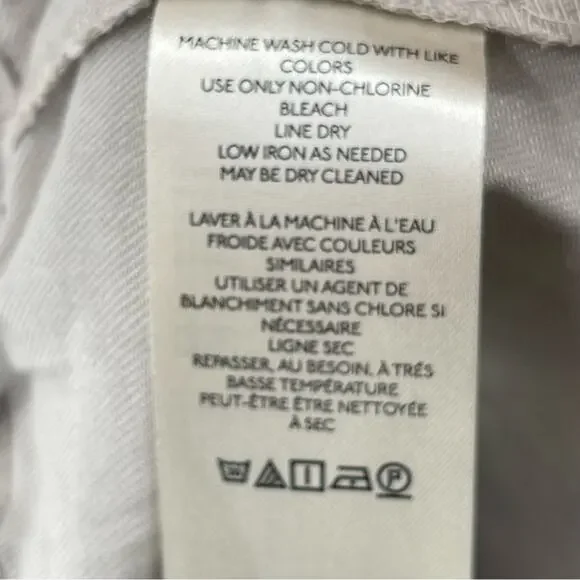 MACHINE WASH COLD WITH LIKE
COLORS
USE ONLY NON-CHLORINE
BLEACH
LINE DRY
LOW IRON AS NEEDED
MAY BE DRY CLEANED
LAVER À LA MACHINE À L'EAU
FROIDE AVEC COULEURS
SIMILAIRES
UTILISER UN AGENT DE
BLANCHIMENT SANS CHLORE SI
NÉCESSAIRE
LIGNE SEC
REPASSER, AU BESOIN, À TRÉS
BASSE TEMPÉRATURE
PEUT-ÊTRE ÊTRE NETTOYÉE
À SEC
P